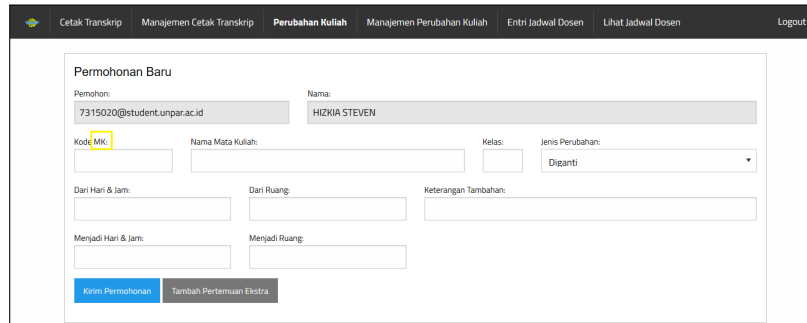 Cetak Transkrip Manajemen Cetak Transkrip Perubahan Kuliah Manajemen Perubahan Kuliah Entri Jadwal Dosen Lihat Jadwal Dosen Logout
Permohonan Baru
Pemohon: Nama:
7315020@student.unpar.ac.id HIZKIA STEVEN
Kode MK: Nama Mata Kuliah: Kelas: Jenis Perubahan:
Diganti
Dari Hari & Jam: Dari Ruang: Keterangan Tambahan:
Menjadi Hari & Jam: Menjadi Ruang:
Kirim Permohonan Tambah Pertemuan Ekstra